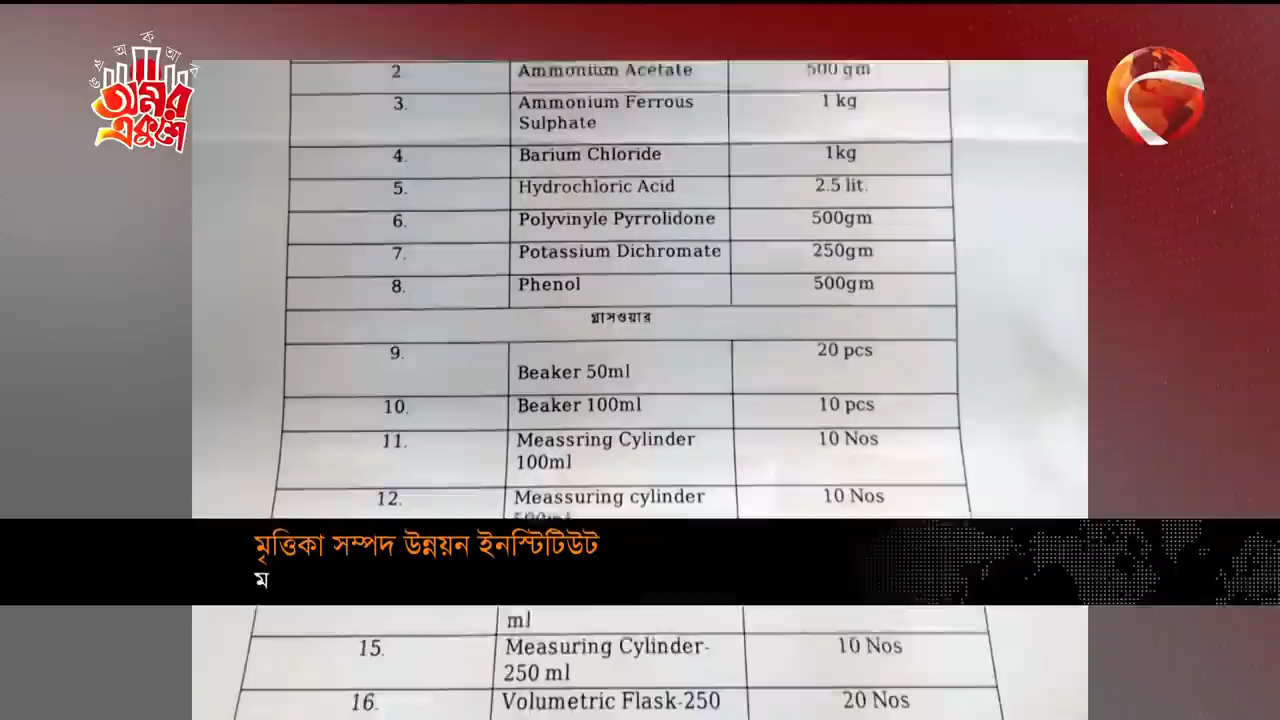 অ ক আ
অমর
একুশে
2 Ammonium Acetate 500 gm
3. Ammonium Ferrous 1 kg
Sulphate
4. Barium Chloride 1kg
5. Hydrochloric Acid 2.5 lit.
6. Polyvinyle Pyrrolidone 500gm
7. Potassium Dichromate 250gm
8. Phenol 500gm
গ্লাসওয়ার
9. 20 pcs
Beaker 50ml
10. Beaker 100ml 10 pcs
11. Meassring Cylinder 10 Nos
100ml
12. Meassuring cylinder 10 Nos
মৃত্তিকা সম্পদ উন্নয়ন ইনস্টিটিউট
ম
ml
15. Measuring Cylinder- 10 Nos
250 ml
16. Volumetric Flask-250 20 Nos